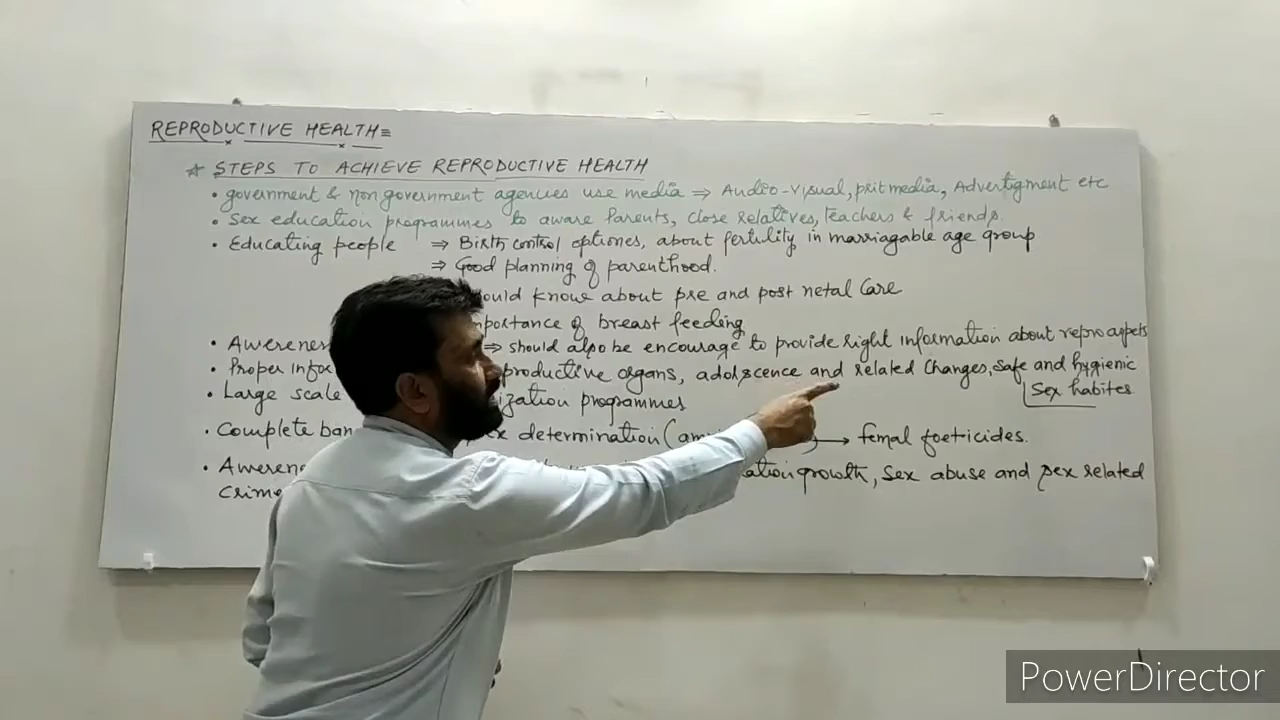 REPRODUCTIVE HEALTH
☆ STEPS TO ACHIEVE REPRODUCTIVE HEALTH
• government & non government agencies use media ⇒ Audio-visual, prit media, Advertigment etc
• Sex education programmes to aware Parents, close relatives, teachers & friends.
• Educating people ⇒ Birth control optiones, about fertility in marriagable age group
⇒ Good planning of parenthood.
ould know about pre and post netal Care
mportance of breast feeding
• Awerenes ⇒ should also be encourage to provide right information about repro aspets
• Proper infor productive organs, adolscence and related Changes, safe and hygienic
Sex habites
• Large scale ization programmes
• Complete ban ex determination (am → femal foeticides.
• Awerene ation growth, Sex abuse and sex related
crime
PowerDirector